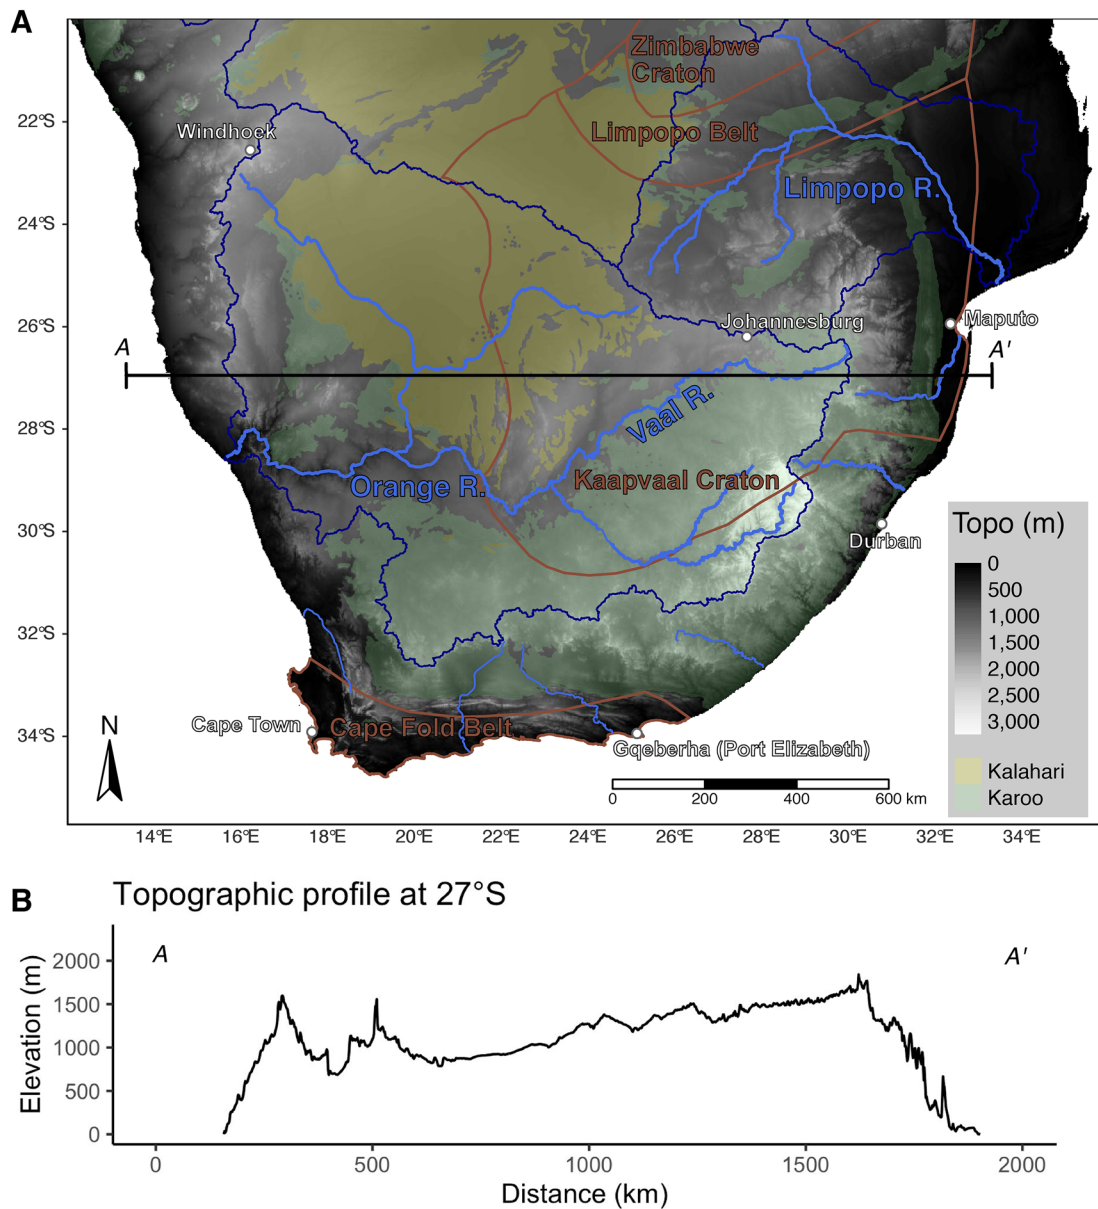 A
Zimbabwe
Craton
22°S
Windhoek
Limpopo Belt
Limpopo R.
24°S
26°S
Johannesburg
Maputo
A
A'
28°S
Vaal R.
Orange R.
Kaapvaal Craton
30°S
Durban
Topo (m)
0
500
1,000
1,500
2,000
2,500
3,000
Kalahari
Karoo
32°S
34°S
N
Cape Town
Cape Fold Belt
Gqeberha (Port Elizabeth)
0 200 400 600 km
14°E 16°E 18°E 20°E 22°E 24°E 26°E 28°E 30°E 32°E 34°E
B
Topographic profile at 27°S
A
A'
Elevation (m)
2000
1500
1000
500
0
0 500 1000 1500 2000
Distance (km)